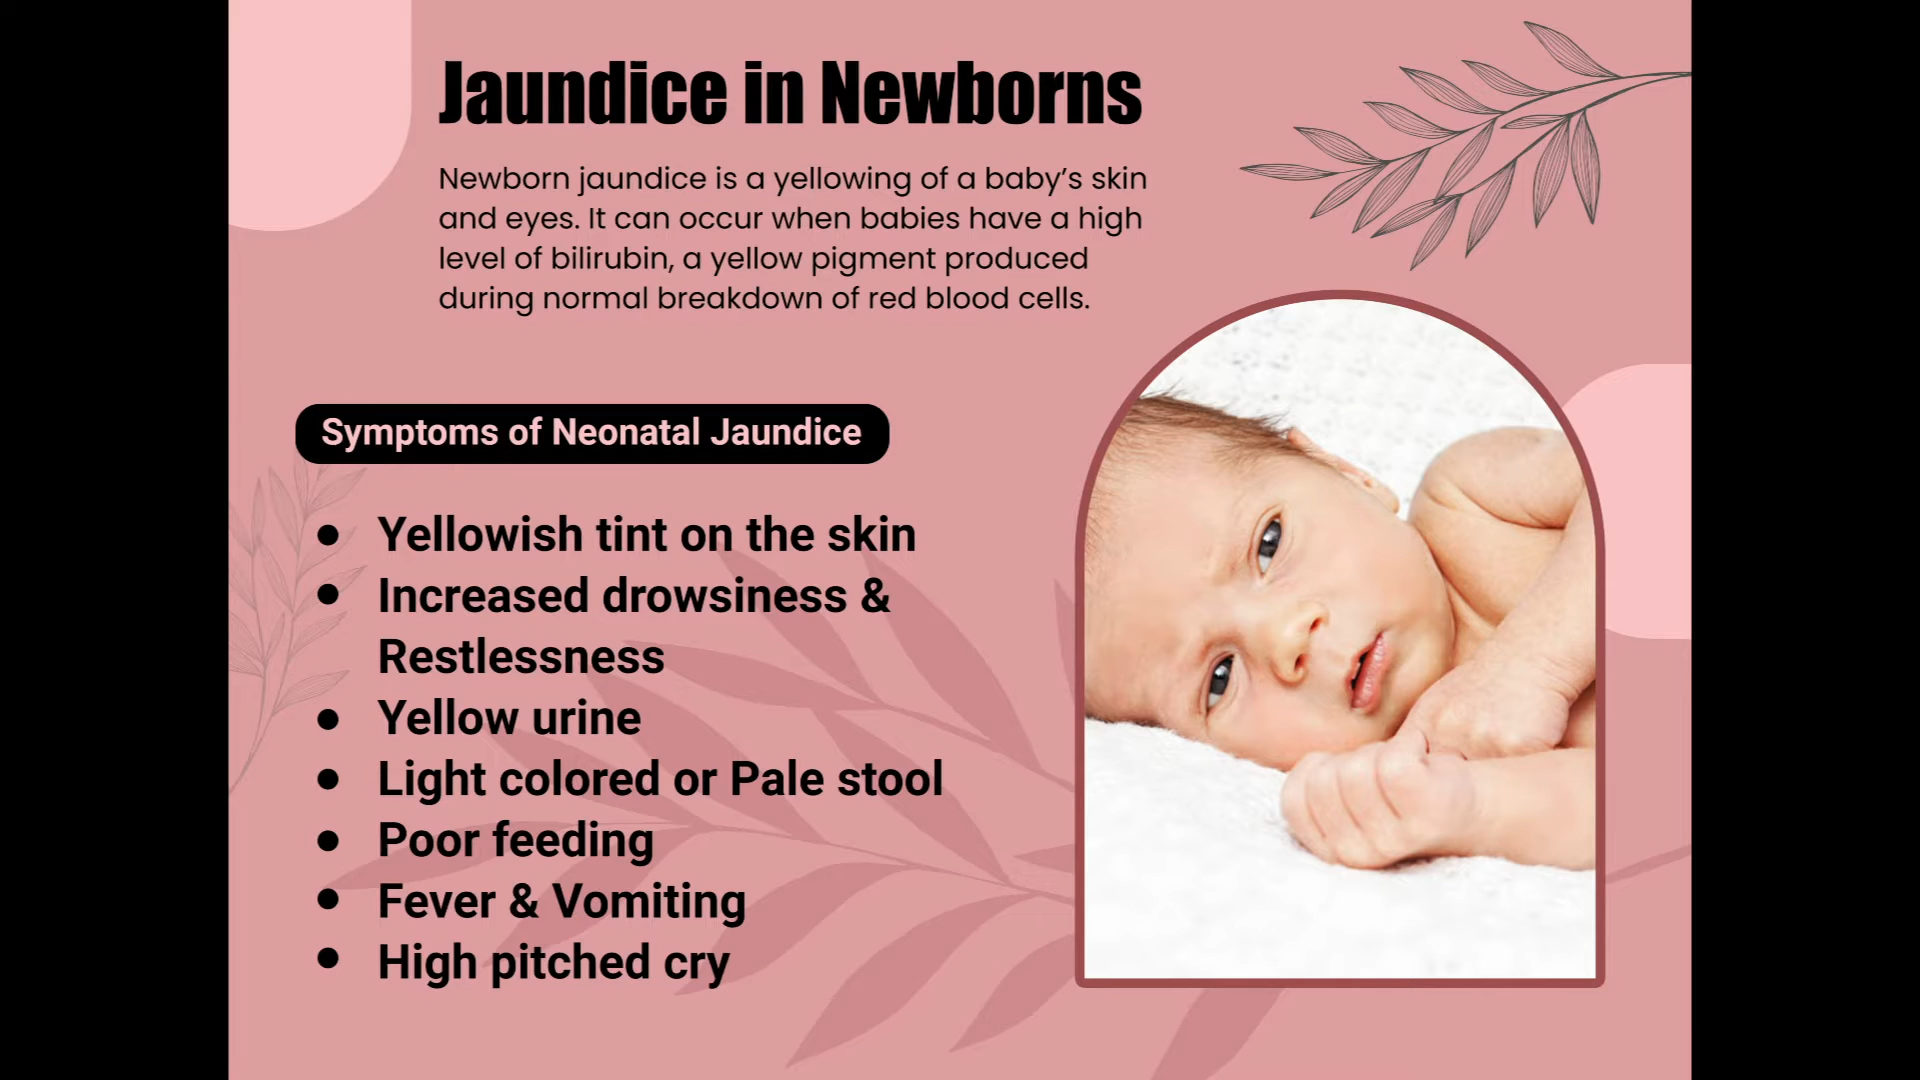 Jaundice in Newborns
Newborn jaundice is a yellowing of a baby’s skin
and eyes. It can occur when babies have a high
level of bilirubin, a yellow pigment produced
during normal breakdown of red blood cells.
Symptoms of Neonatal Jaundice
● Yellowish tint on the skin
● Increased drowsiness &
Restlessness
● Yellow urine
● Light colored or Pale stool
● Poor feeding
● Fever & Vomiting
● High pitched cry